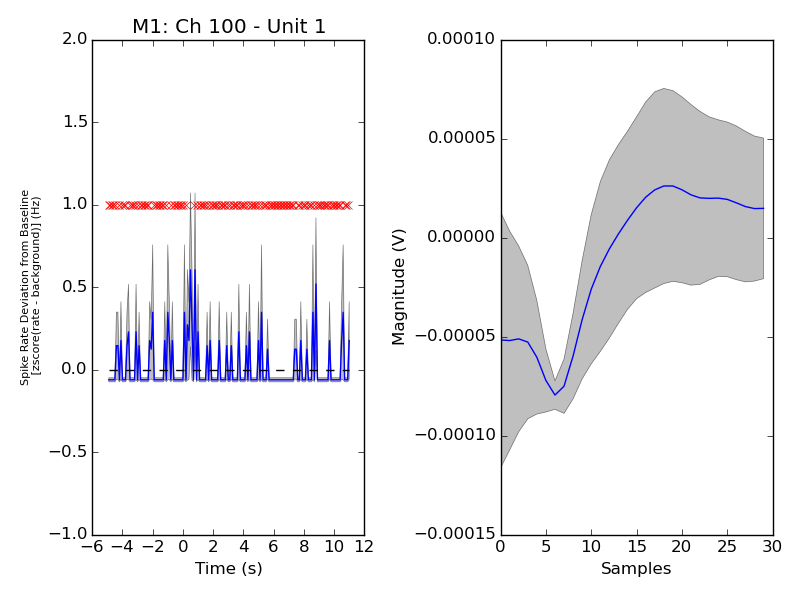 M1: Ch 100 - Unit 1
2.0
1.5
1.0
0.5
0.0
−0.5
−1.0
−6 −4 −2 0 2 4 6 8 10 12
Time (s)
Spike Rate Deviation from Baseline
[zscore(rate - background)] (Hz)
0.00010
0.00005
0.00000
−0.00005
−0.00010
−0.00015
0 5 10 15 20 25 30
Samples
Magnitude (V)